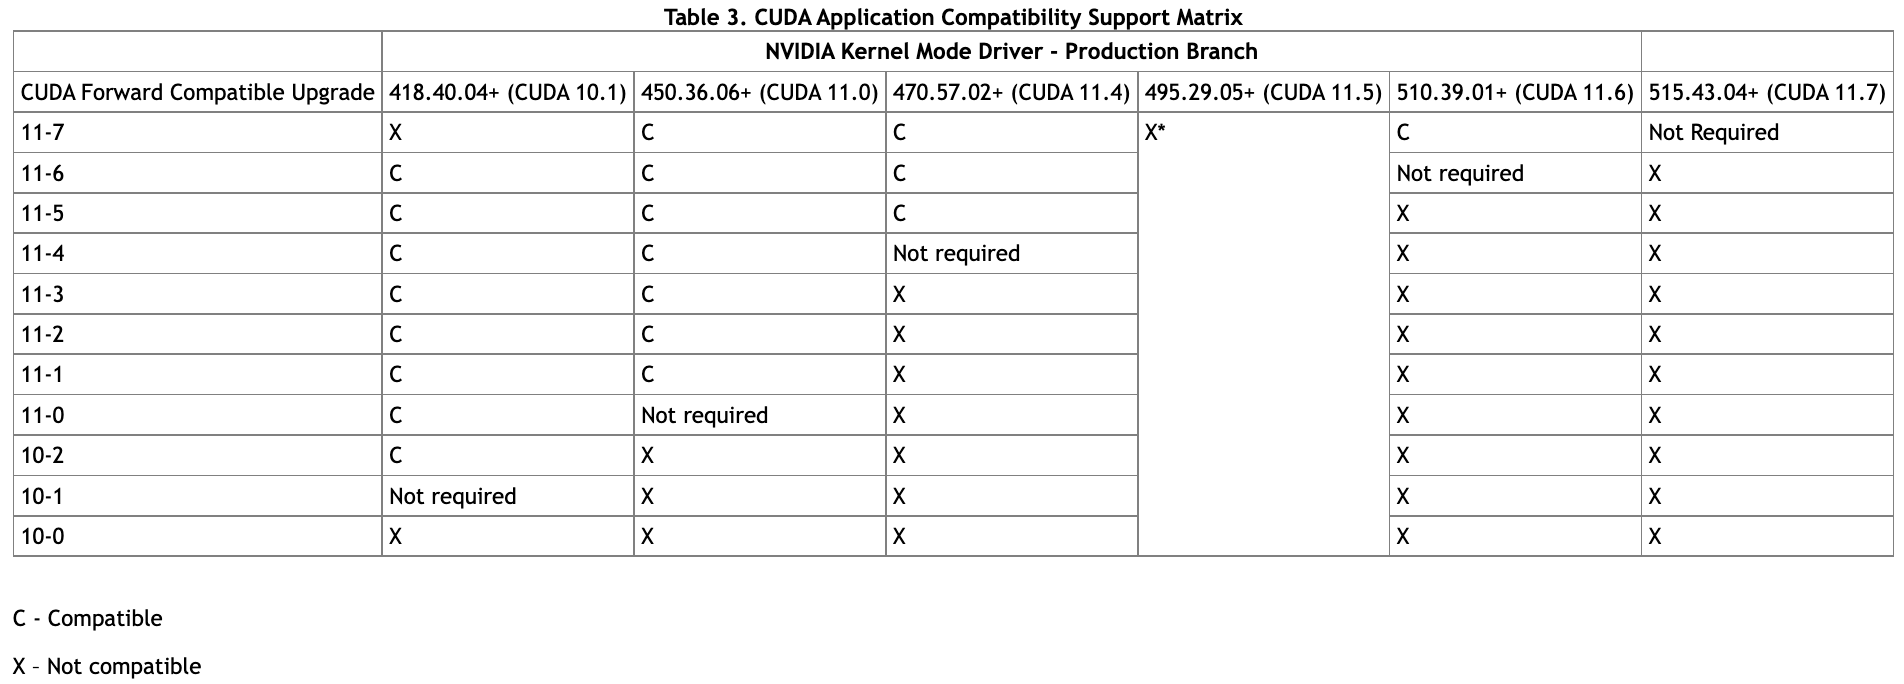 Table 3. CUDA Application Compatibility Support Matrix
NVIDIA Kernel Mode Driver - Production Branch
CUDA Forward Compatible Upgrade 418.40.04+ (CUDA 10.1) 450.36.06+ (CUDA 11.0) 470.57.02+ (CUDA 11.4) 495.29.05+ (CUDA 11.5) 510.39.01+ (CUDA 11.6) 515.43.04+ (CUDA 11.7)
11-7 X C C X* C Not Required
11-6 C C C Not required X
11-5 C C C X X
11-4 C C Not required X X
11-3 C C X X X
11-2 C C X X X
11-1 C C X X X
11-0 C Not required X X X
10-2 C X X X X
10-1 Not required X X X X
10-0 X X X X X
C - Compatible
X – Not compatible